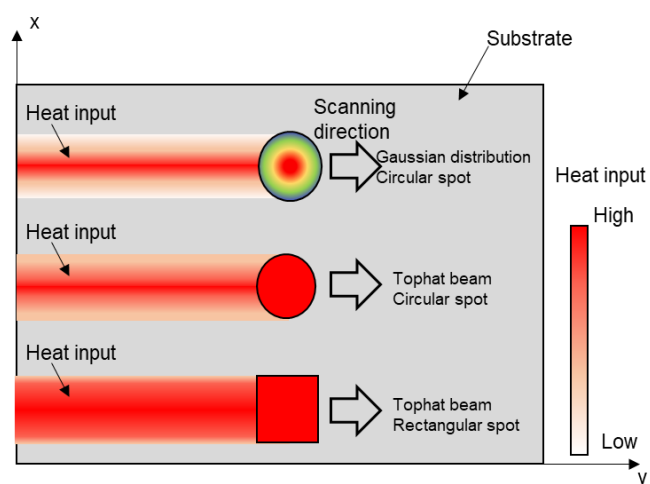 x
Substrate
Heat input
Scanning
direction
Gaussian distribution
Circular spot
Heat input
High
Heat input
Tophat beam
Circular spot
Heat input
Tophat beam
Rectangular spot
Low
y